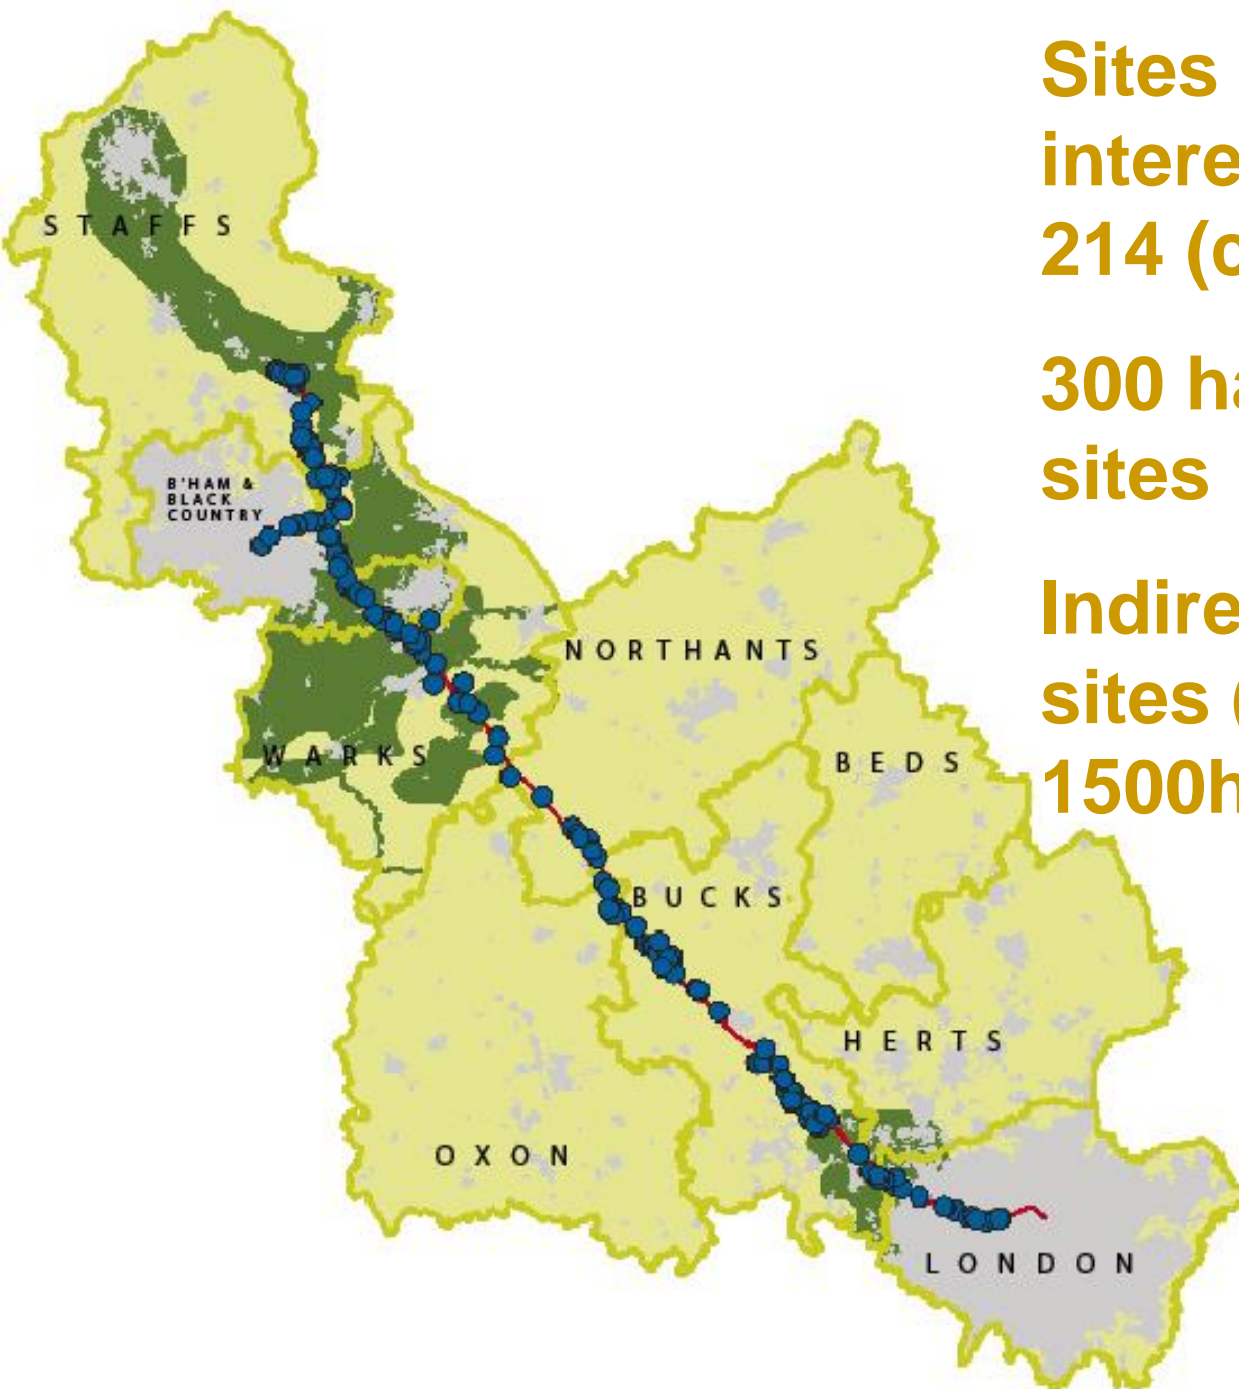 Sites
intere
214 (c
300 ha
sites
Indire
sites (
1500h
STAFFS
B'HAM &
BLACK
COUNTRY
NORTHANTS
WARKS
BEDS
BUCKS
HERTS
OXON
LONDON